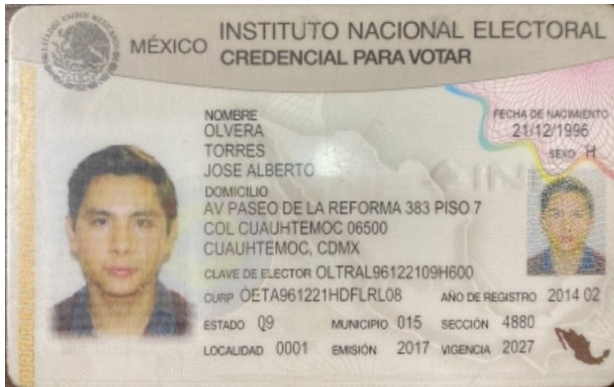 MÉXICO INSTITUTO NACIONAL ELECTORAL
CREDENCIAL PARA VOTAR
NOMBRE
OLVERA
TORRES
JOSE ALBERTO
FECHA DE NACIMIENTO
21/12/1996
SEXO H
DOMICILIO
AV PASEO DE LA REFORMA 383 PISO 7
COL CUAUHTEMOC 06500
CUAUHTEMOC, CDMX
CLAVE DE ELECTOR OLTRAL96122109H600
CURP OETA961221HDFLRL08 AÑO DE REGISTRO 2014 02
ESTADO 09 MUNICIPIO 015 SECCIÓN 4880
LOCALIDAD 0001 EMISIÓN 2017 VIGENCIA 2027